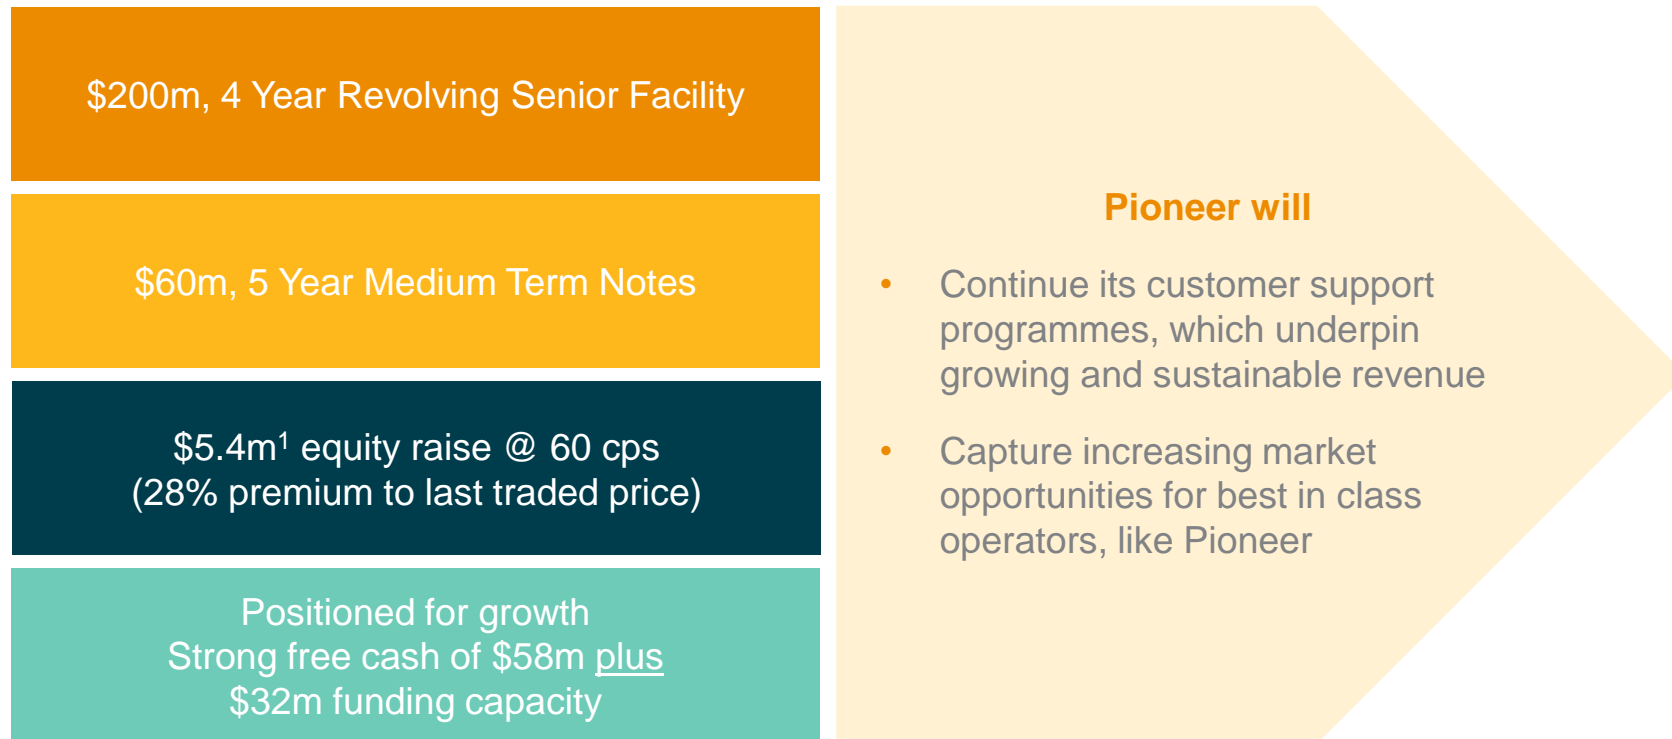 $200m, 4 Year Revolving Senior Facility
$60m, 5 Year Medium Term Notes
$5.4m¹ equity raise @ 60 cps
(28% premium to last traded price)
Positioned for growth
Strong free cash of $58m plus
$32m funding capacity
Pioneer will
• Continue its customer support
programmes, which underpin
growing and sustainable revenue
• Capture increasing market
opportunities for best in class
operators, like Pioneer